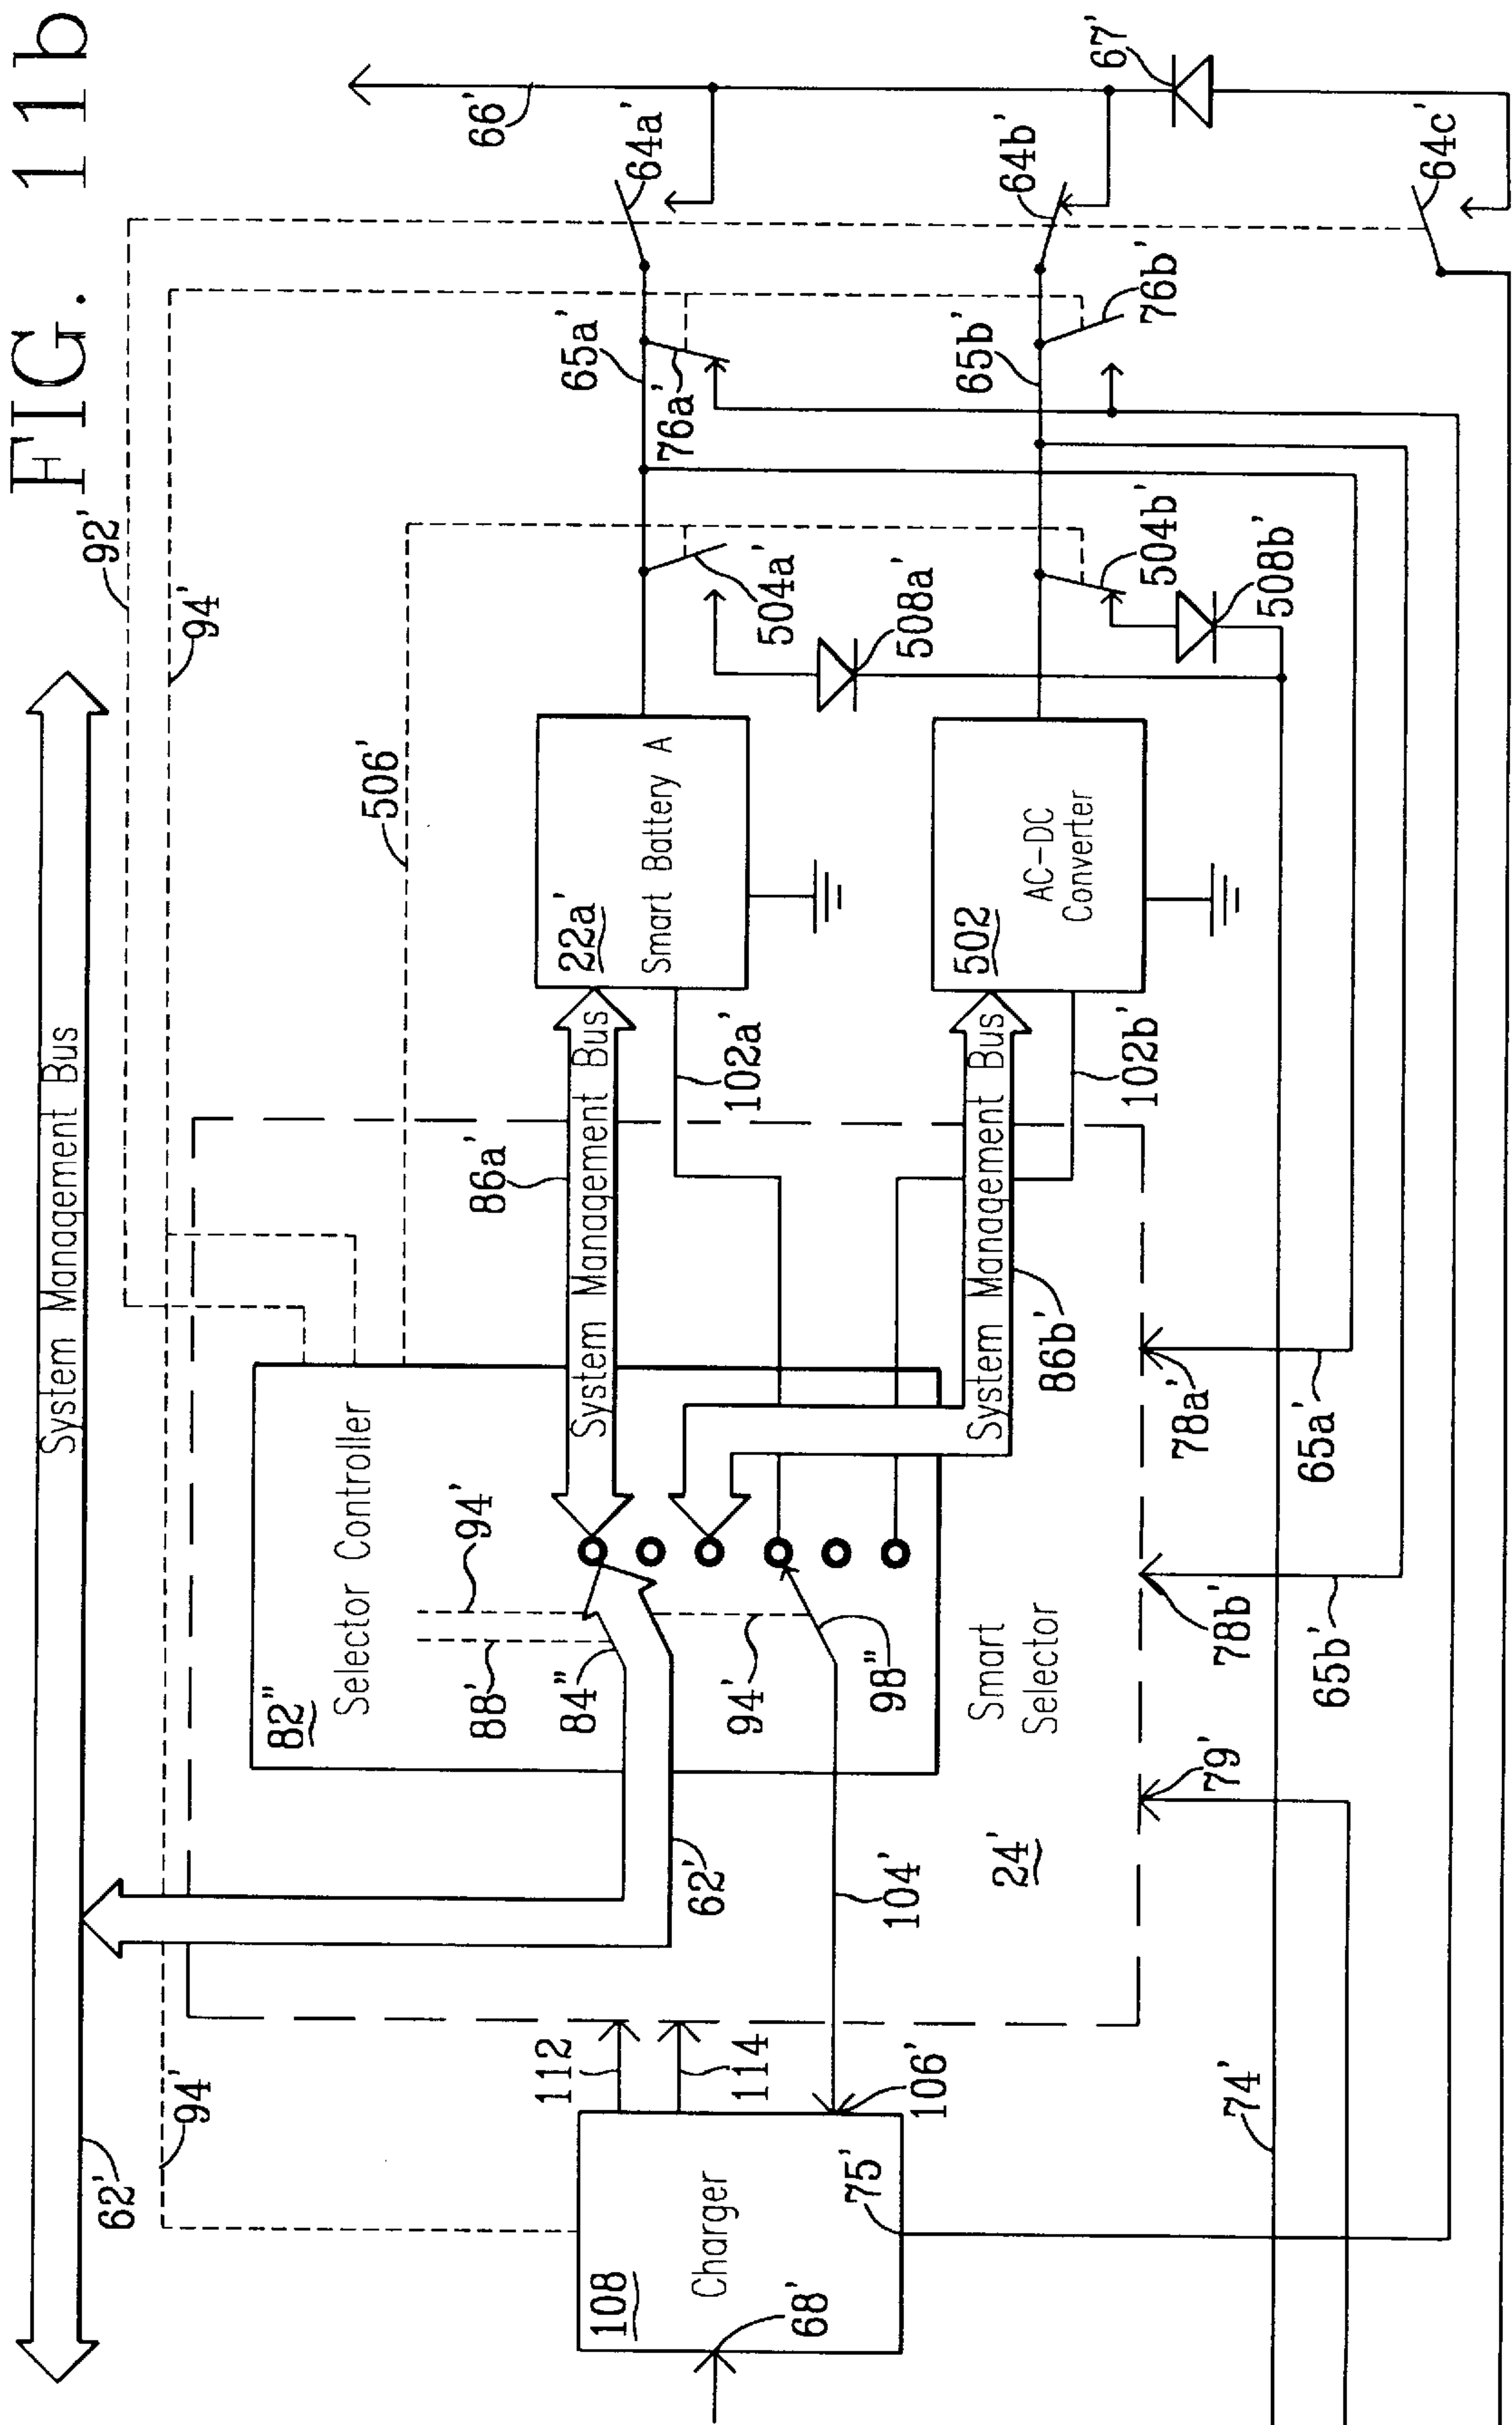 FIG. 11b
System Management Bus
62'
92'
94'
94'
506'
66'
82"
Selector Controller
94'
88'
84"
94'
98"
86a'
System Management Bus
22a'
Smart Battery A
102a'
65a'
76a'
64a'
504a'
508a'
62'
104'
24'
Smart
Selector
System Management Bus
86b'
502
AC-DC
Converter
102b'
65b'
76b'
64b'
504b'
508b'
67'
64c'
112
114
106'
108
Charger
68'
75'
74'
79'
78b'
65b'
78a'
65a'